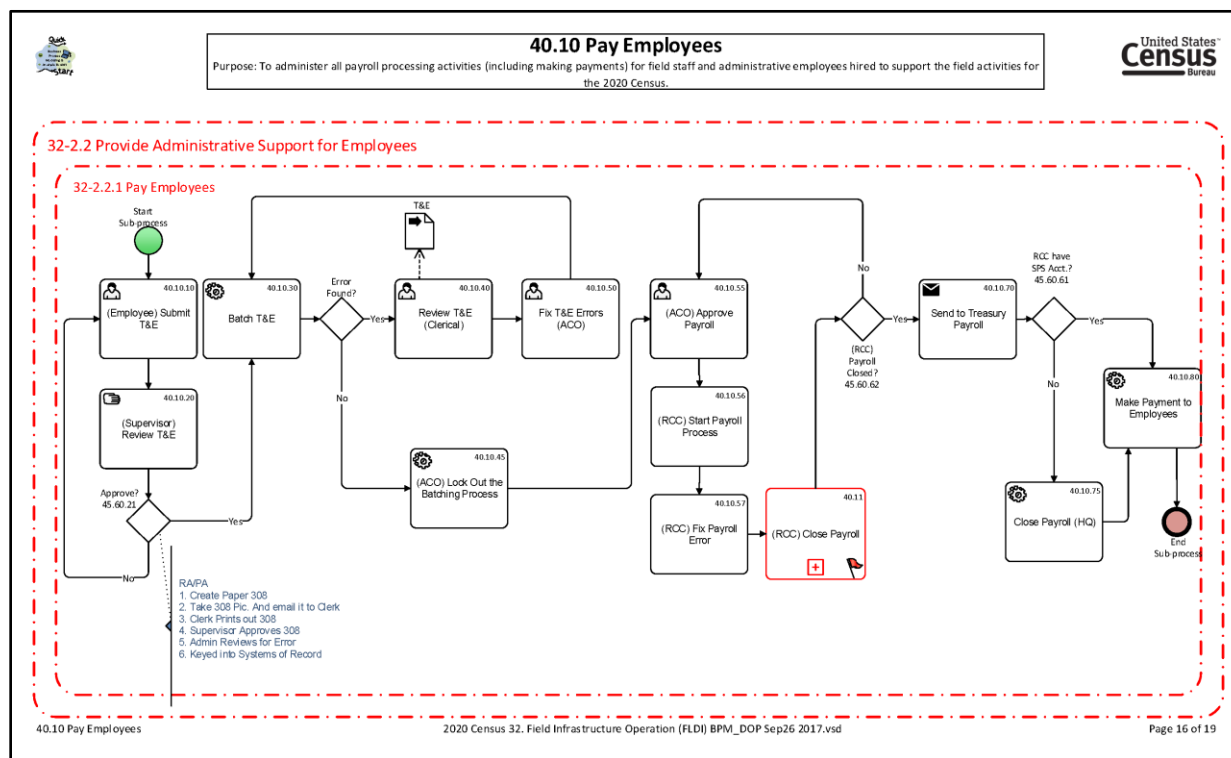 Quick
Start
40.10 Pay Employees
Purpose: To administer all payroll processing activities (including making payments) for field staff and administrative employees hired to support the field activities for
the 2020 Census.
United States™
Census
Bureau
32-2.2 Provide Administrative Support for Employees
32-2.2.1 Pay Employees
Start
Sub-process
40.10.10
(Employee) Submit
T&E
40.10.20
(Supervisor)
Review T&E
Approve?
45.60.21
Yes
No
RA/PA
1. Create Paper 308
2. Take 308 Pic. And email it to Clerk
3. Clerk Prints out 308
4. Supervisor Approves 308
5. Admin Reviews for Error
6. Keyed into Systems of Record
40.10.30
Batch T&E
Error
Found?
Yes
No
T&E
40.10.40
Review T&E
(Clerical)
40.10.50
Fix T&E Errors
(ACO)
40.10.45
(ACO) Lock Out the
Batching Process
40.10.55
(ACO) Approve
Payroll
40.10.56
(RCC) Start Payroll
Process
40.10.57
(RCC) Fix Payroll
Error
40.11
(RCC) Close Payroll
No
Yes
(RCC)
Payroll
Closed?
45.60.62
40.10.70
Send to Treasury
Payroll
RCC have
SPS Acct.?
45.60.61
Yes
No
40.10.75
Close Payroll (HQ)
40.10.80
Make Payment to
Employees
End
Sub-process
40.10 Pay Employees
2020 Census 32. Field Infrastructure Operation (FLDI) BPM_DOP Sep26 2017.vsd
Page 16 of 19